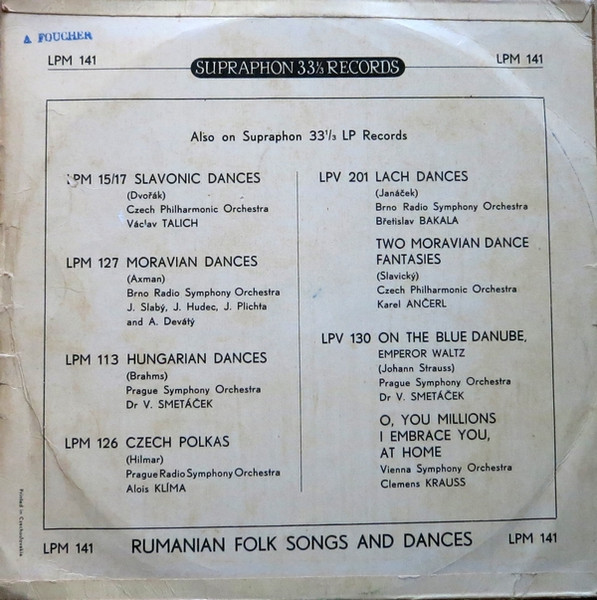 A FOUCHER
LPM 141
SUPRAPHON 33⅓ RECORDS
LPM 141
Also on Supraphon 33¹/₃ LP Records
LPM 15/17 SLAVONIC DANCES
(Dvořák)
Czech Philharmonic Orchestra
Václav TALICH
LPM 127 MORAVIAN DANCES
(Axman)
Brno Radio Symphony Orchestra
J. Slabý, J. Hudec, J. Plichta
and A. Devátý
LPM 113 HUNGARIAN DANCES
(Brahms)
Prague Symphony Orchestra
Dr V. SMETÁČEK
LPM 126 CZECH POLKAS
(Hilmar)
Prague Radio Symphony Orchestra
Alois KLÍMA
LPV 201 LACH DANCES
(Janáček)
Brno Radio Symphony Orchestra
Břetislav BAKALA
TWO MORAVIAN DANCE
FANTASIES
(Slavický)
Czech Philharmonic Orchestra
Karel ANČERL
LPV 130 ON THE BLUE DANUBE,
EMPEROR WALTZ
(Johann Strauss)
Prague Symphony Orchestra
Dr V. SMETÁČEK
O, YOU MILLIONS
I EMBRACE YOU,
AT HOME
Vienna Symphony Orchestra
Clemens KRAUSS
Printed in Czechoslovakia
LPM 141
RUMANIAN FOLK SONGS AND DANCES
LPM 141